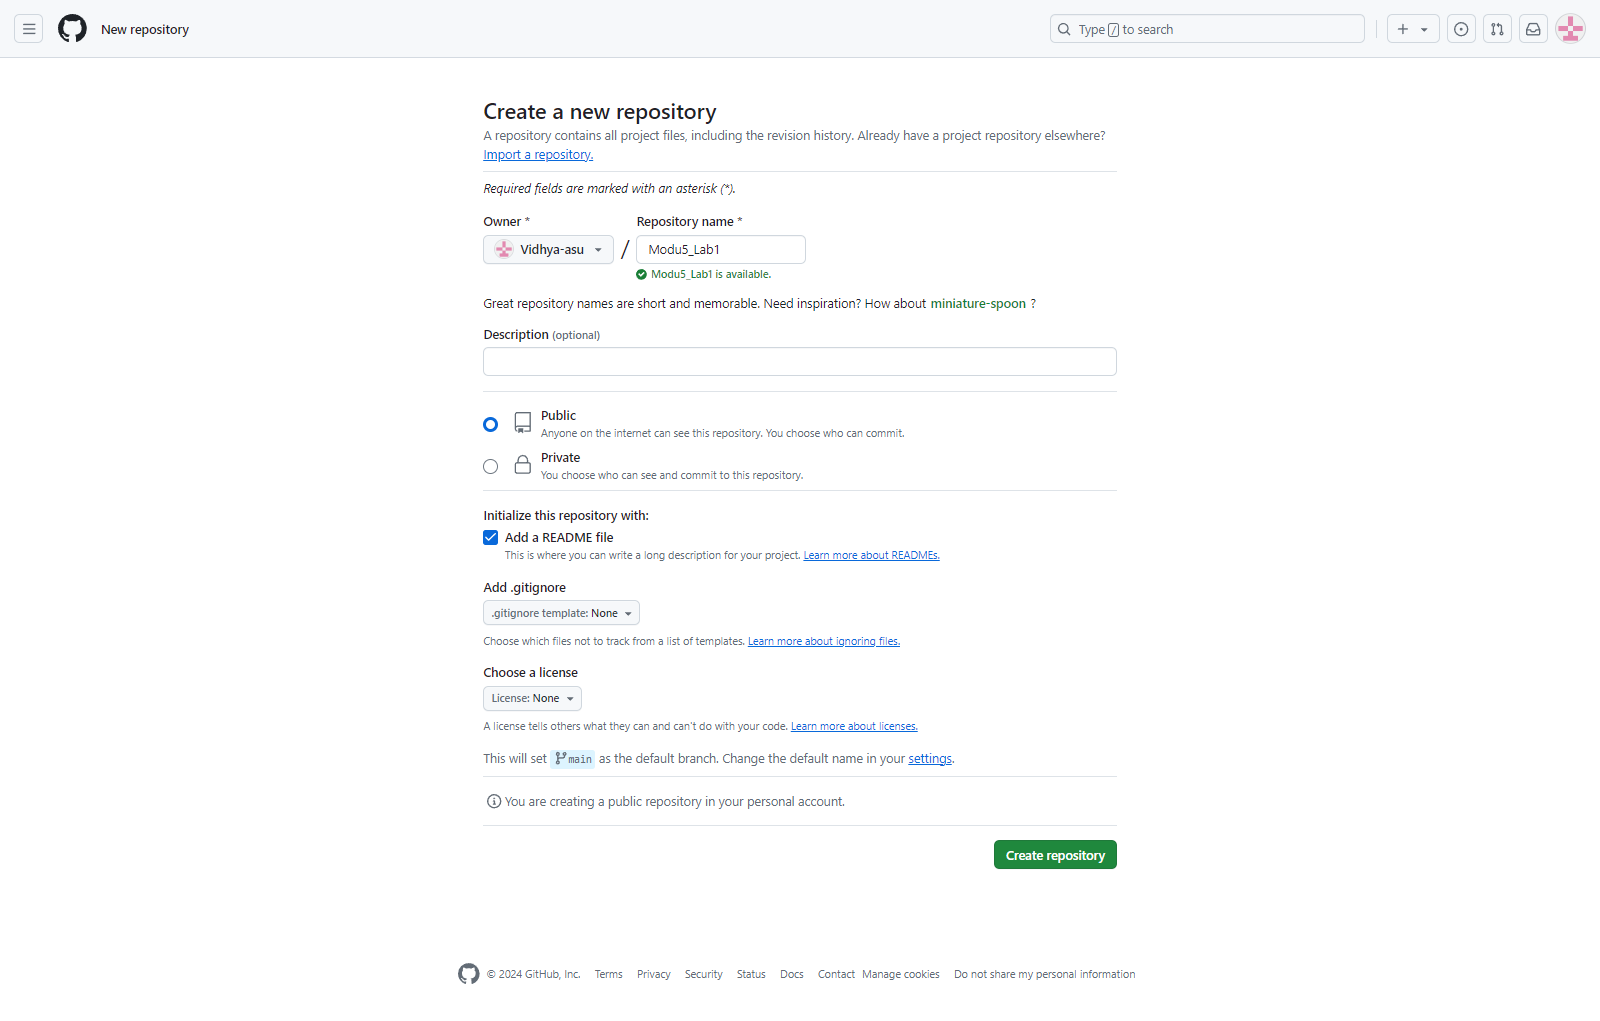 New repository
Type / to search
Create a new repository
A repository contains all project files, including the revision history. Already have a project repository elsewhere?
Import a repository.
Required fields are marked with an asterisk (*).
Owner * Repository name *
Vidhya-asu / Modu5_Lab1
Modu5_Lab1 is available.
Great repository names are short and memorable. Need inspiration? How about miniature-spoon ?
Description (optional)
Public
Anyone on the internet can see this repository. You choose who can commit.
Private
You choose who can see and commit to this repository.
Initialize this repository with:
Add a README file
This is where you can write a long description for your project. Learn more about READMEs.
Add .gitignore
.gitignore template: None
Choose which files not to track from a list of templates. Learn more about ignoring files.
Choose a license
License: None
A license tells others what they can and can't do with your code. Learn more about licenses.
This will set main as the default branch. Change the default name in your settings.
You are creating a public repository in your personal account.
Create repository
© 2024 GitHub, Inc. Terms Privacy Security Status Docs Contact Manage cookies Do not share my personal information